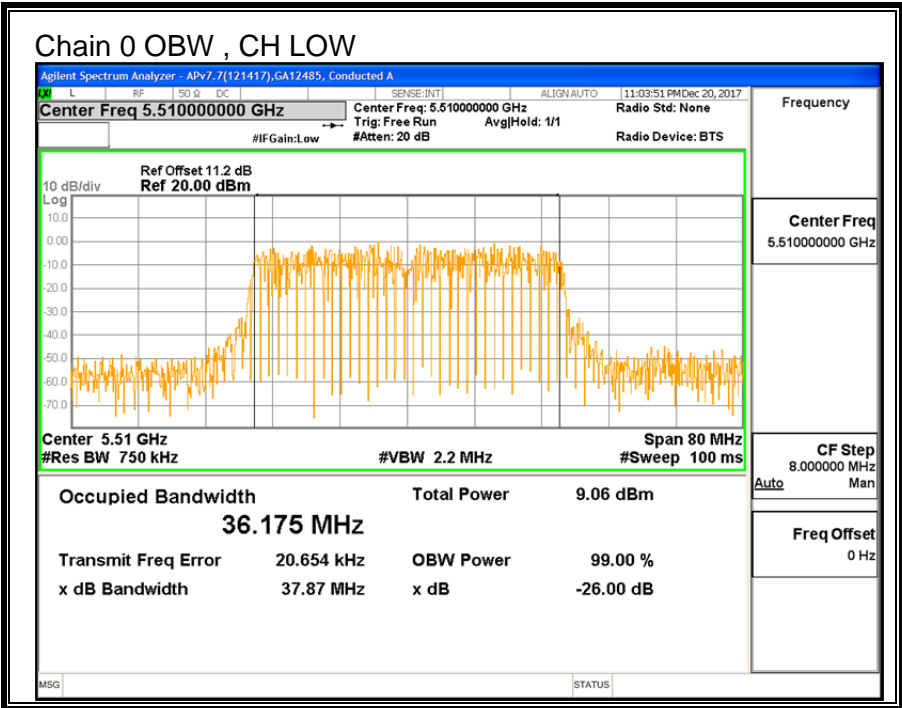 Chain 0 OBW , CH LOW
Agilent Spectrum Analyzer - APv7.7(121417),GA12485, Conducted A
LXI L RF 50 Ω DC SENSE:INT ALIGN AUTO 11:03:51 PM Dec 20, 2017
Center Freq 5.510000000 GHz
Center Freq: 5.510000000 GHz
Radio Std: None
Trig: Free Run Avg|Hold: 1/1
#IFGain:Low
#Atten: 20 dB
Radio Device: BTS
Ref Offset 11.2 dB
10 dB/div Ref 20.00 dBm
Log
10.0
0.00
-10.0
-20.0
-30.0
-40.0
-50.0
-60.0
-70.0
Center 5.51 GHz Span 80 MHz
#Res BW 750 kHz #VBW 2.2 MHz #Sweep 100 ms
Occupied Bandwidth Total Power 9.06 dBm
36.175 MHz
Transmit Freq Error 20.654 kHz OBW Power 99.00 %
x dB Bandwidth 37.87 MHz x dB -26.00 dB
MSG STATUS
Frequency
Center Freq
5.510000000 GHz
CF Step
8.000000 MHz
Auto Man
Freq Offset
0 Hz